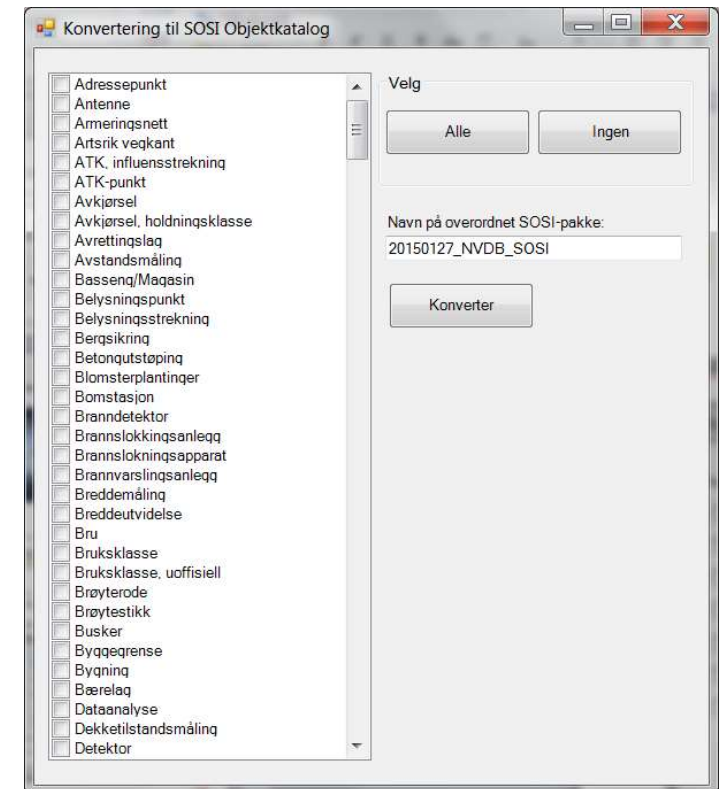 Konvertering til SOSI Objektkatalog
Adressepunkt
Antenne
Armeringsnett
Artsrik vegkant
ATK, influensstrekning
ATK-punkt
Avkjørsel
Avkjørsel, holdningsklasse
Avrettingslag
Avstandsmåling
Basseng/Magasin
Belysningspunkt
Belysningsstrekning
Bergsikring
Betongutstøping
Blomsterplantinger
Bomstasjon
Branndetektor
Brannslokkingsanlegg
Brannslokningsapparat
Brannvarslingsanlegg
Breddemåling
Breddeutvidelse
Bru
Bruksklasse
Bruksklasse, uoffisiell
Brøyterode
Brøytestikk
Busker
Byggegrense
Bygning
Bærelag
Dataanalyse
Dekketilstandsmåling
Detektor
Velg
Alle
Ingen
Navn på overordnet SOSI-pakke:
20150127_NVDB_SOSI
Konverter